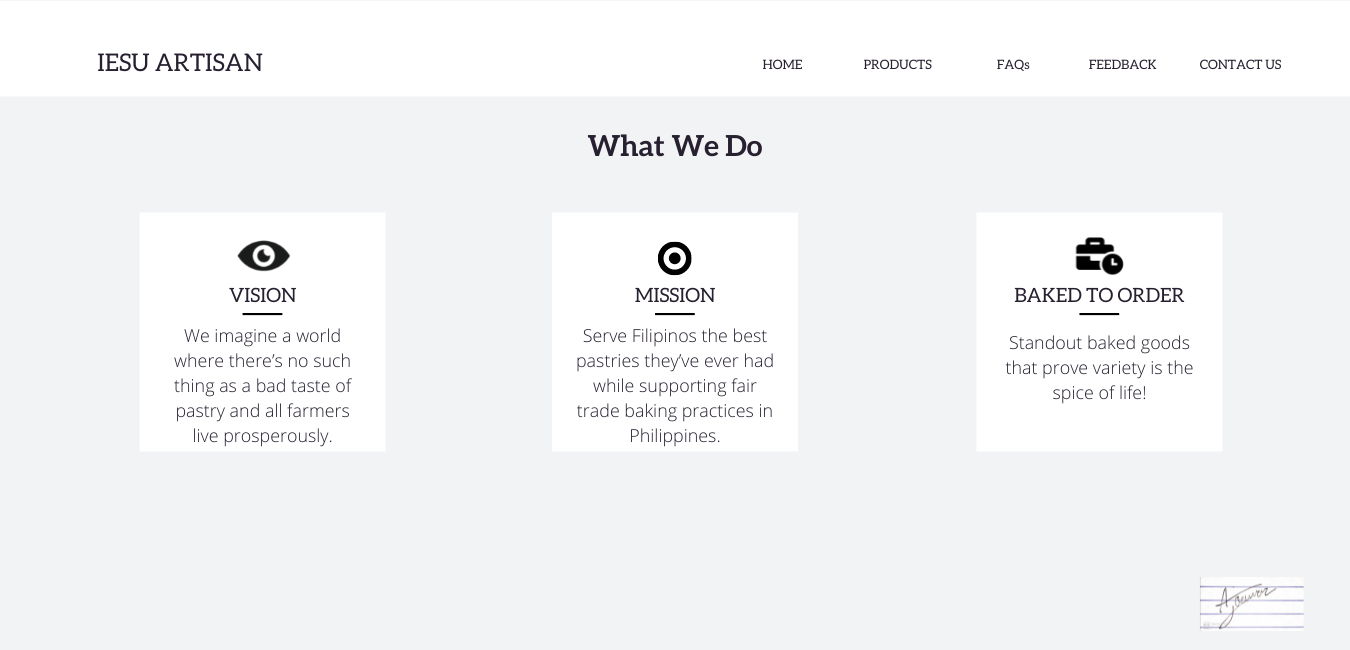 IESU ARTISAN
HOME PRODUCTS FAQs FEEDBACK CONTACT US
What We Do
VISION
We imagine a world
where there’s no such
thing as a bad taste of
pastry and all farmers
live prosperously.
MISSION
Serve Filipinos the best
pastries they’ve ever had
while supporting fair
trade baking practices in
Philippines.
BAKED TO ORDER
Standout baked goods
that prove variety is the
spice of life!